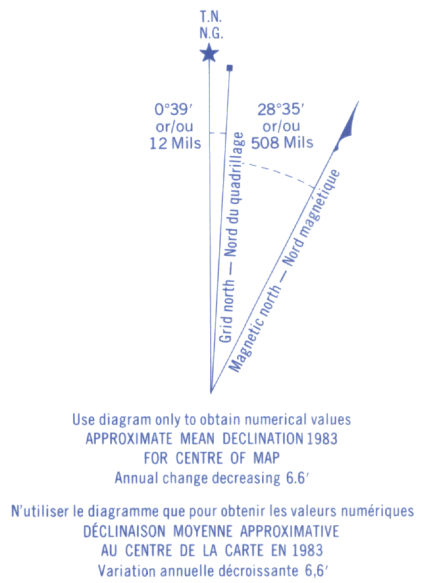 T.N.
N.G.
0°39′
or/ou
12 Mils
28°35′
or/ou
508 Mils
Grid north — Nord du quadrillage
Magnetic north — Nord magnétique
Use diagram only to obtain numerical values
APPROXIMATE MEAN DECLINATION 1983
FOR CENTRE OF MAP
Annual change decreasing 6.6′
N'utiliser le diagramme que pour obtenir les valeurs numériques
DÉCLINAISON MOYENNE APPROXIMATIVE
AU CENTRE DE LA CARTE EN 1983
Variation annuelle décroissante 6,6′